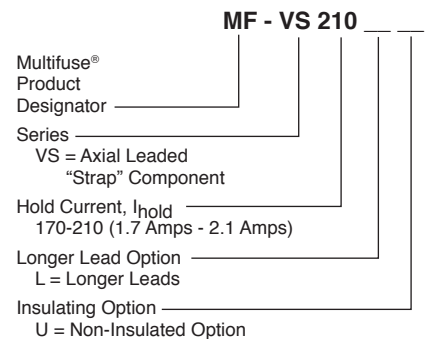 MF - VS 210 __ __
Multifuse®
Product
Designator
Series
VS = Axial Leaded
“Strap” Component
Hold Current, Ihold
170-210 (1.7 Amps - 2.1 Amps)
Longer Lead Option
L = Longer Leads
Insulating Option
U = Non-Insulated Option